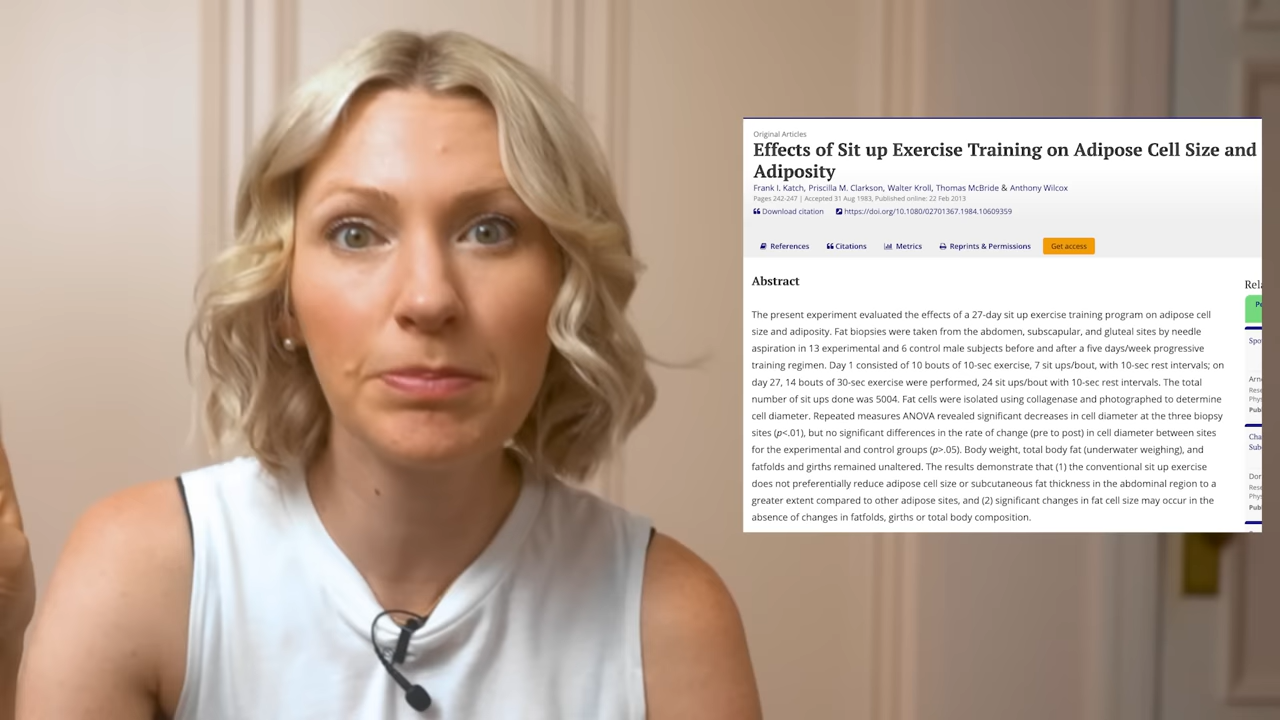 Original Articles
Effects of Sit up Exercise Training on Adipose Cell Size and
Adiposity
Frank I. Katch, Priscilla M. Clarkson, Walter Kroll, Thomas McBride & Anthony Wilcox
Pages 242-247 | Accepted 31 Aug 1983, Published online: 22 Feb 2013
Download citation https://doi.org/10.1080/02701367.1984.10609359
References Citations Metrics Reprints & Permissions Get access
Abstract
The present experiment evaluated the effects of a 27-day sit up exercise training program on adipose cell
size and adiposity. Fat biopsies were taken from the abdomen, subscapular, and gluteal sites by needle
aspiration in 13 experimental and 6 control male subjects before and after a five days/week progressive
training regimen. Day 1 consisted of 10 bouts of 10-sec exercise, 7 sit ups/bout, with 10-sec rest intervals; on
day 27, 14 bouts of 30-sec exercise were performed, 24 sit ups/bout with 10-sec rest intervals. The total
number of sit ups done was 5004. Fat cells were isolated using collagenase and photographed to determine
cell diameter. Repeated measures ANOVA revealed significant decreases in cell diameter at the three biopsy
sites (p<.01), but no significant differences in the rate of change (pre to post) in cell diameter between sites
for the experimental and control groups (p>.05). Body weight, total body fat (underwater weighing), and
fatfolds and girths remained unaltered. The results demonstrate that (1) the conventional sit up exercise
does not preferentially reduce adipose cell size or subcutaneous fat thickness in the abdominal region to a
greater extent compared to other adipose sites, and (2) significant changes in fat cell size may occur in the
absence of changes in fatfolds, girths or total body composition.